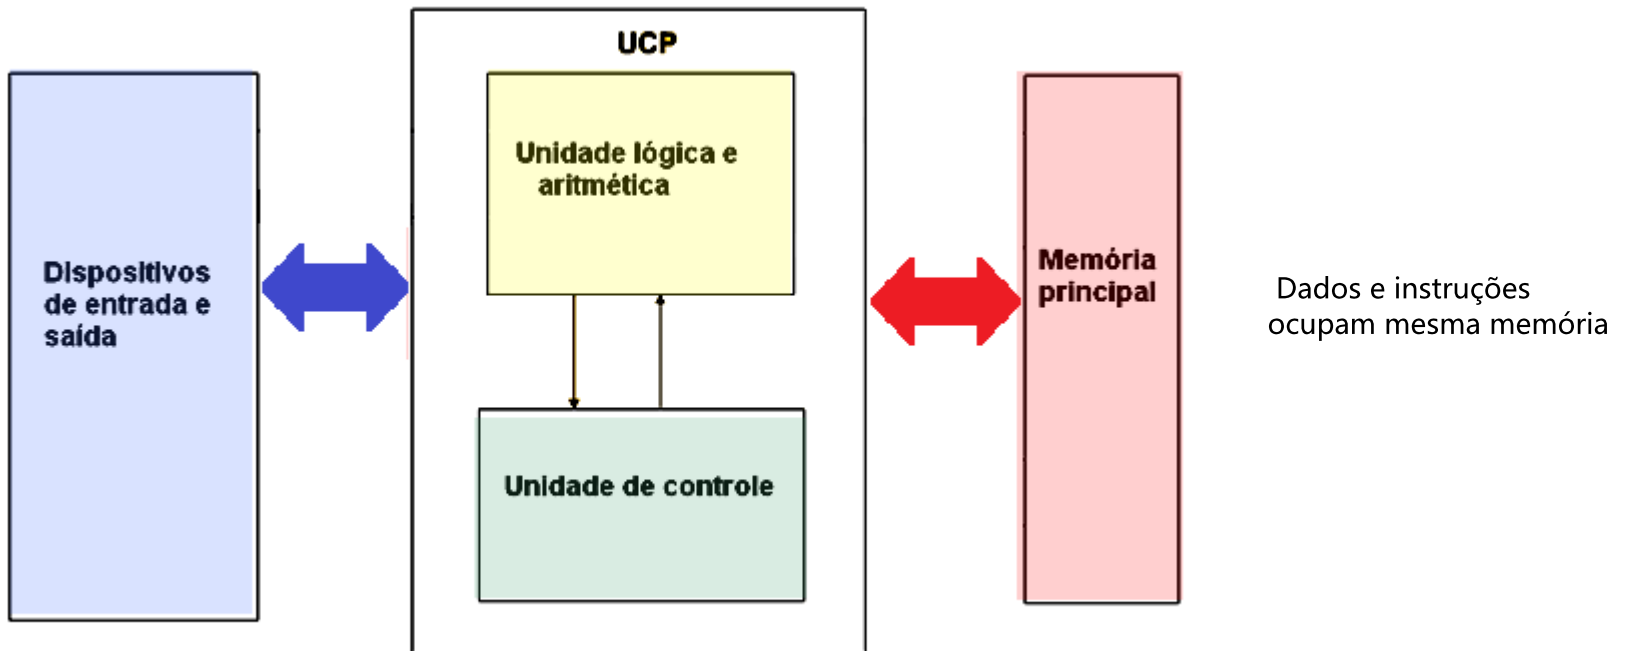 UCP
Unidade lógica e
aritmética
Dispositivos
de entrada e
saída
Unidade de controle
Memória
principal
Dados e instruções
ocupam mesma memória